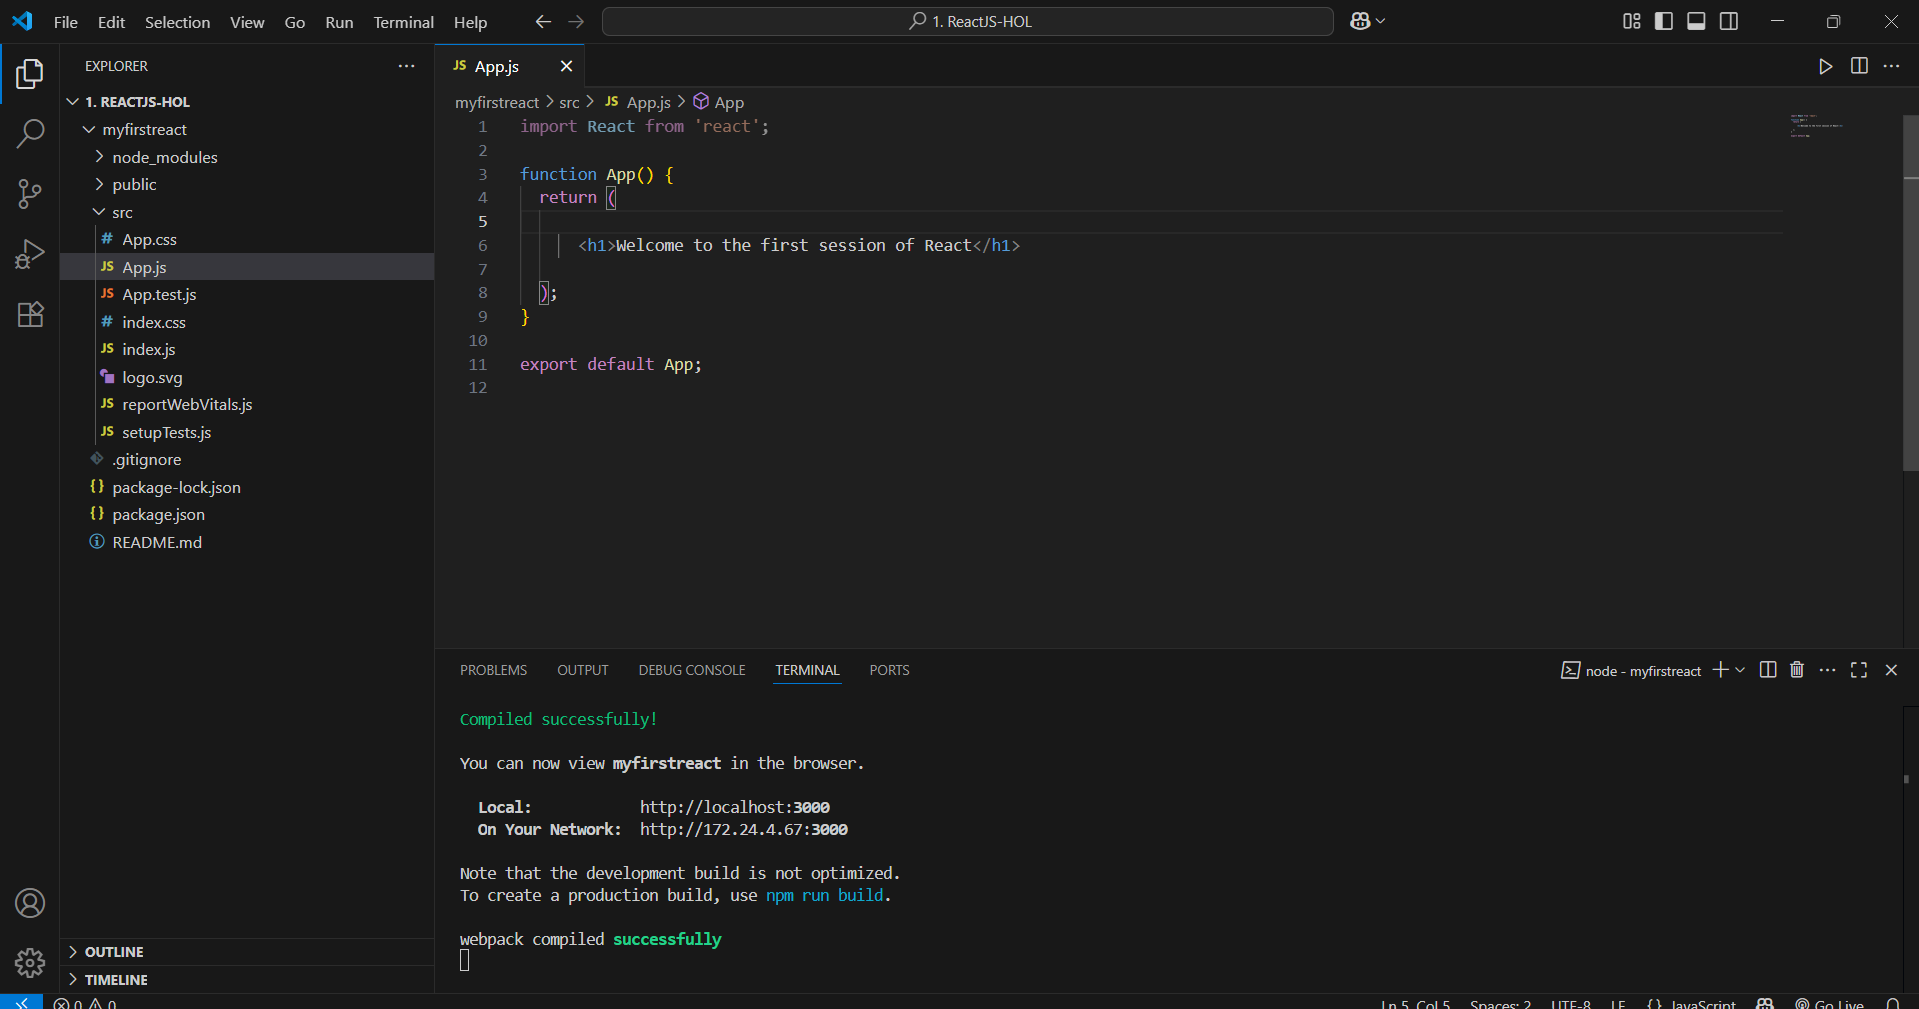 File Edit Selection View Go Run Terminal Help
1. ReactJS-HOL
EXPLORER
1. REACTJS-HOL
myfirstreact
node_modules
public
src
# App.css
JS App.js
JS App.test.js
# index.css
JS index.js
logo.svg
JS reportWebVitals.js
JS setupTests.js
.gitignore
{} package-lock.json
{} package.json
README.md
OUTLINE
TIMELINE
JS App.js
myfirstreact > src > JS App.js > App
1 import React from 'react';
2
3 function App() {
4 return (
5
6 <h1>Welcome to the first session of React</h1>
7
8 );
9 }
10
11 export default App;
12
PROBLEMS OUTPUT DEBUG CONSOLE TERMINAL PORTS
node - myfirstreact
Compiled successfully!
You can now view myfirstreact in the browser.
Local: http://localhost:3000
On Your Network: http://172.24.4.67:3000
Note that the development build is not optimized.
To create a production build, use npm run build.
webpack compiled successfully
0 0
Ln 5, Col 5 Spaces: 2 UTF-8 LF {} JavaScript Go Live